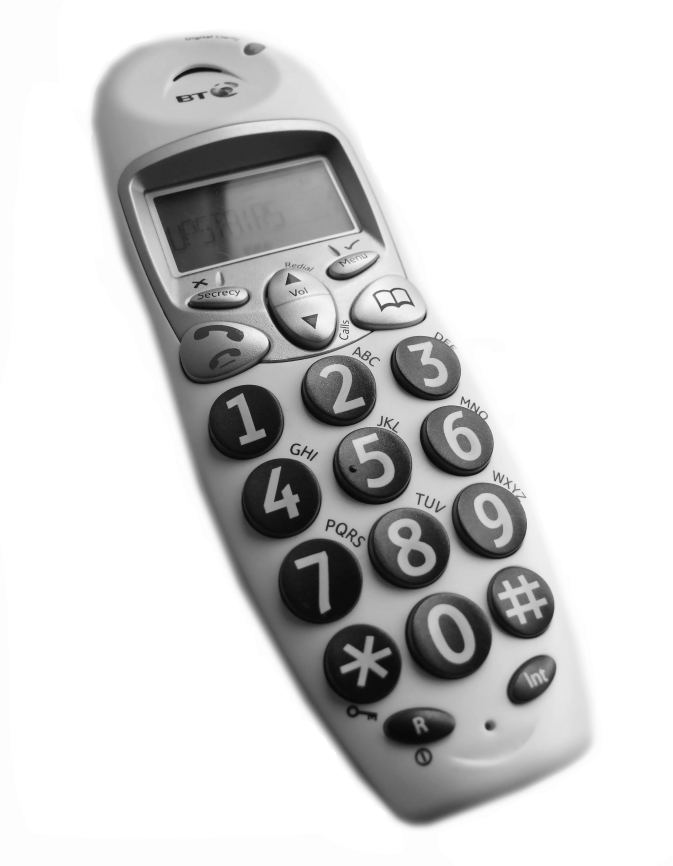 BT
UPSTAIRS
Redial
Menu
Secrecy
Vol
Calls
ABC
DEF
1 2 3
GHI
JKL
MNO
4 5 6
PQRS
TUV
WXYZ
7 8 9
* 0 #
R
Int